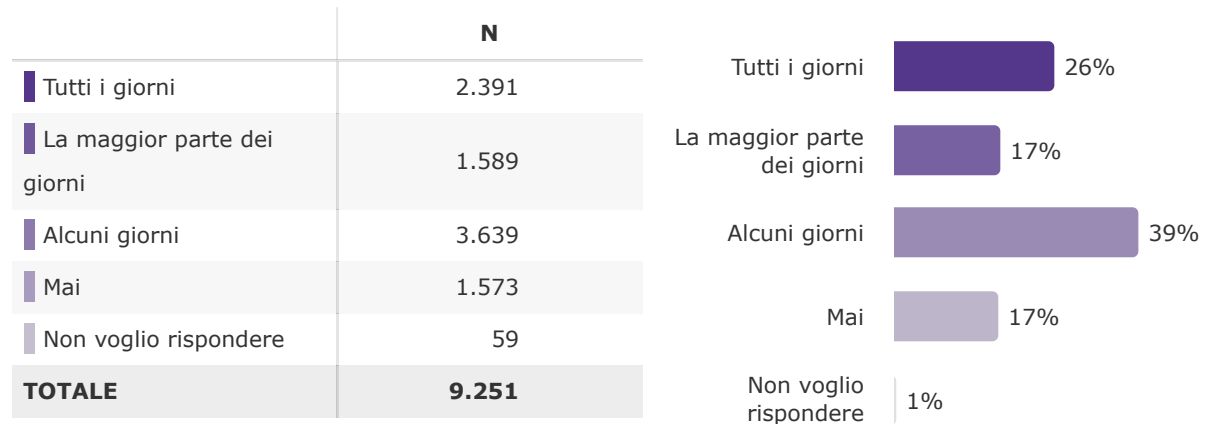 N
Tutti i giorni 2.391
La maggior parte dei
giorni 1.589
Alcuni giorni 3.639
Mai 1.573
Non voglio rispondere 59
TOTALE 9.251
Tutti i giorni 26%
La maggior parte
dei giorni 17%
Alcuni giorni 39%
Mai 17%
Non voglio
rispondere 1%